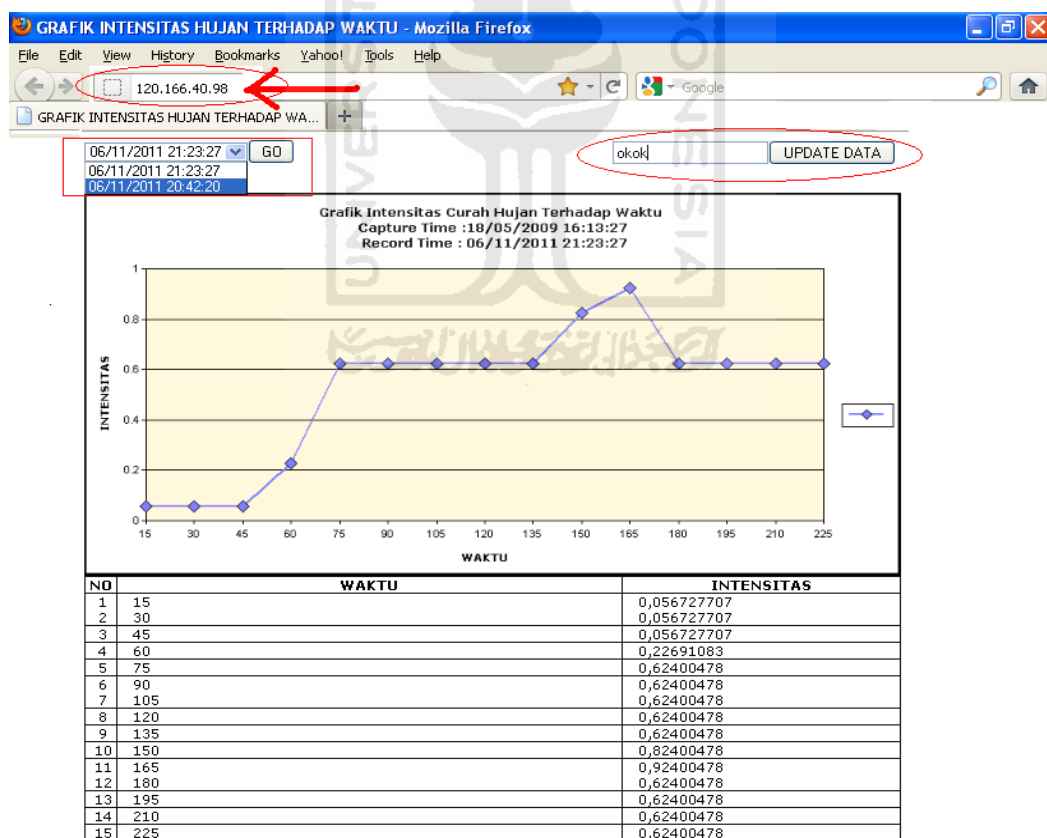 GRAFIK INTENSITAS HUJAN TERHADAP WAKTU - Mozilla Firefox
File Edit View History Bookmarks Yahoo! Tools Help
120.166.40.98
Google
GRAFIK INTENSITAS HUJAN TERHADAP WA...
06/11/2011 21:23:27 GO
okok UPDATE DATA
06/11/2011 21:23:27
06/11/2011 20:42:20
Grafik Intensitas Curah Hujan Terhadap Waktu
Capture Time :18/05/2009 16:13:27
Record Time : 06/11/2011 21:23:27
1
0.8
0.6
0.4
0.2
0
INTENSITAS
15 30 45 60 75 90 105 120 135 150 165 180 195 210 225
WAKTU
NO WAKTU INTENSITAS
1 15 0,056727707
2 30 0,056727707
3 45 0,056727707
4 60 0,22691083
5 75 0,62400478
6 90 0,62400478
7 105 0,62400478
8 120 0,62400478
9 135 0,62400478
10 150 0,82400478
11 165 0,92400478
12 180 0,62400478
13 195 0,62400478
14 210 0,62400478
15 225 0,62400478